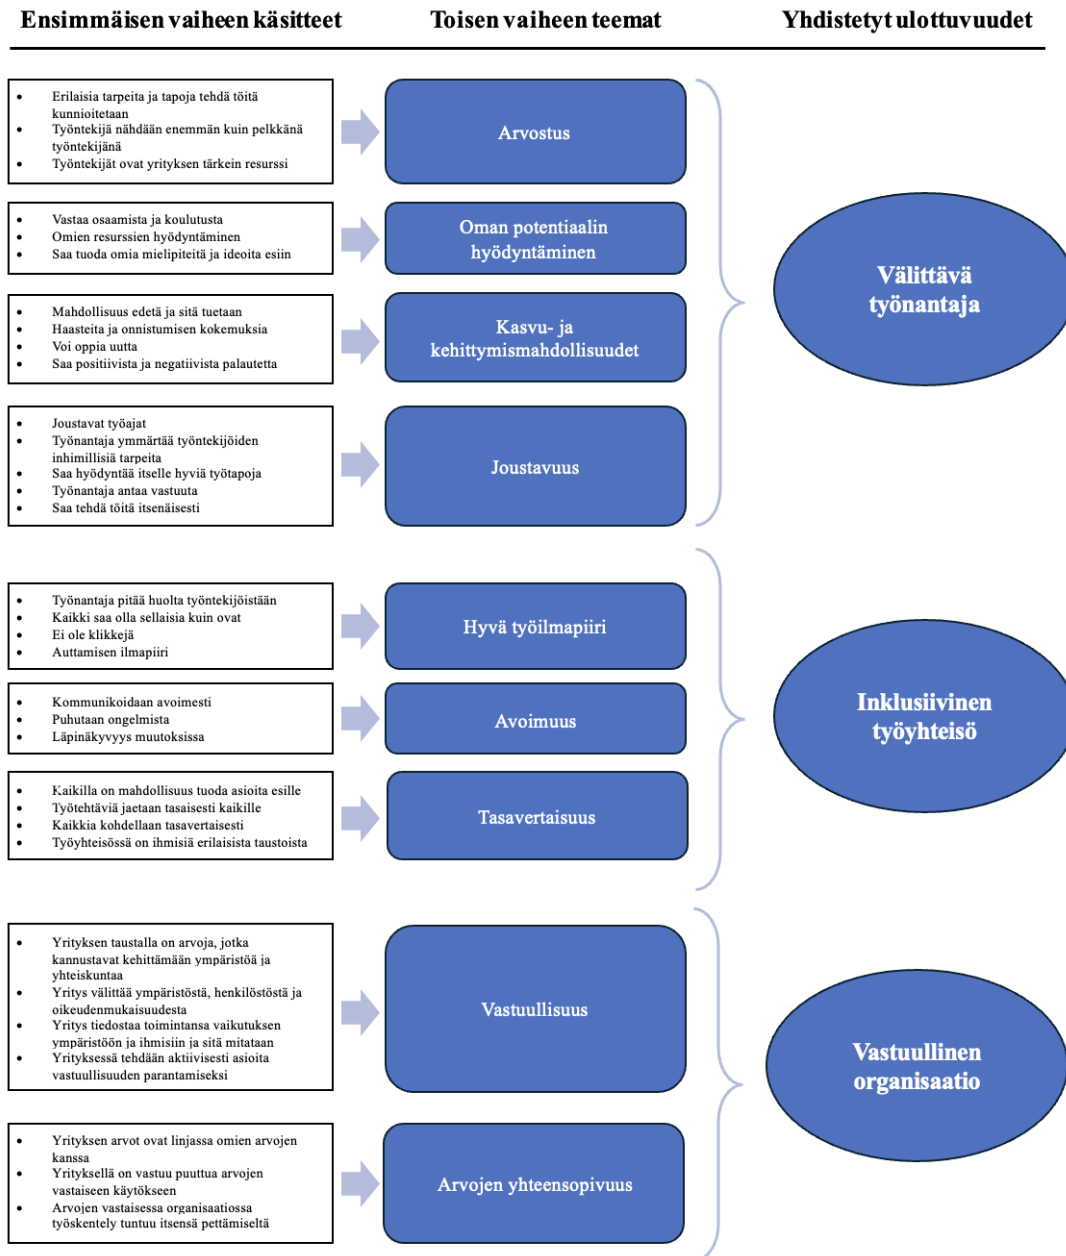 Ensimmäisen vaiheen käsitteet
Toisen vaiheen teemat
Yhdistetyt ulottuvuudet
• Erilaisia tarpeita ja tapoja tehdä töitä
kunnioitetaan
• Työntekijä nähdään enemmän kuin pelkkänä
työntekijänä
• Työntekijät ovat yrityksen tärkein resurssi
Arvostus
• Vastaa osaamista ja koulutusta
• Omien resurssien hyödyntäminen
• Saa tuoda omia mielipiteitä ja ideoita esiin
Oman potentiaalin
hyödyntäminen
• Mahdollisuus edetä ja sitä tuetaan
• Haasteita ja onnistumisen kokemuksia
• Voi oppia uutta
• Saa positiivista ja negatiivista palautetta
Kasvu- ja
kehittymismahdollisuudet
• Joustavat työajat
• Työnantaja ymmärtää työntekijöiden
inhimillisiä tarpeita
• Saa hyödyntää itselle hyviä työtapoja
• Työnantaja antaa vastuuta
• Saa tehdä töitä itsenäisesti
Joustavuus
Välittävä
työnantaja
• Työnantaja pitää huolta työntekijöistään
• Kaikki saa olla sellaisia kuin ovat
• Ei ole klikkejä
• Auttamisen ilmapiiri
Hyvä työilmapiiri
• Kommunikoidaan avoimesti
• Puhutaan ongelmista
• Läpinäkyvyys muutoksissa
Avoimuus
• Kaikilla on mahdollisuus tuoda asioita esille
• Työtehtäviä jaetaan tasaisesti kaikille
• Kaikkia kohdellaan tasavertaisesti
• Työyhteisössä on ihmisiä erilaisista taustoista
Tasavertaisuus
Inklusiivinen
työyhteisö
• Yrityksen taustalla on arvoja, jotka
kannustavat kehittämään ympäristöä ja
yhteiskuntaa
• Yritys välittää ympäristöstä, henkilöstöstä ja
oikeudenmukaisuudesta
• Yritys tiedostaa toimintansa vaikutuksen
ympäristöön ja ihmisiin ja sitä mitataan
• Yrityksessä tehdään aktiivisesti asioita
vastuullisuuden parantamiseksi
Vastuullisuus
• Yrityksen arvot ovat linjassa omien arvojen
kanssa
• Yrityksellä on vastuu puuttua arvojen
vastaiseen käytökseen
• Arvojen vastaisessa organisaatiossa
työskentely tuntuu itsensä pettämiseltä
Arvojen yhteensopivuus
Vastuullinen
organisaatio